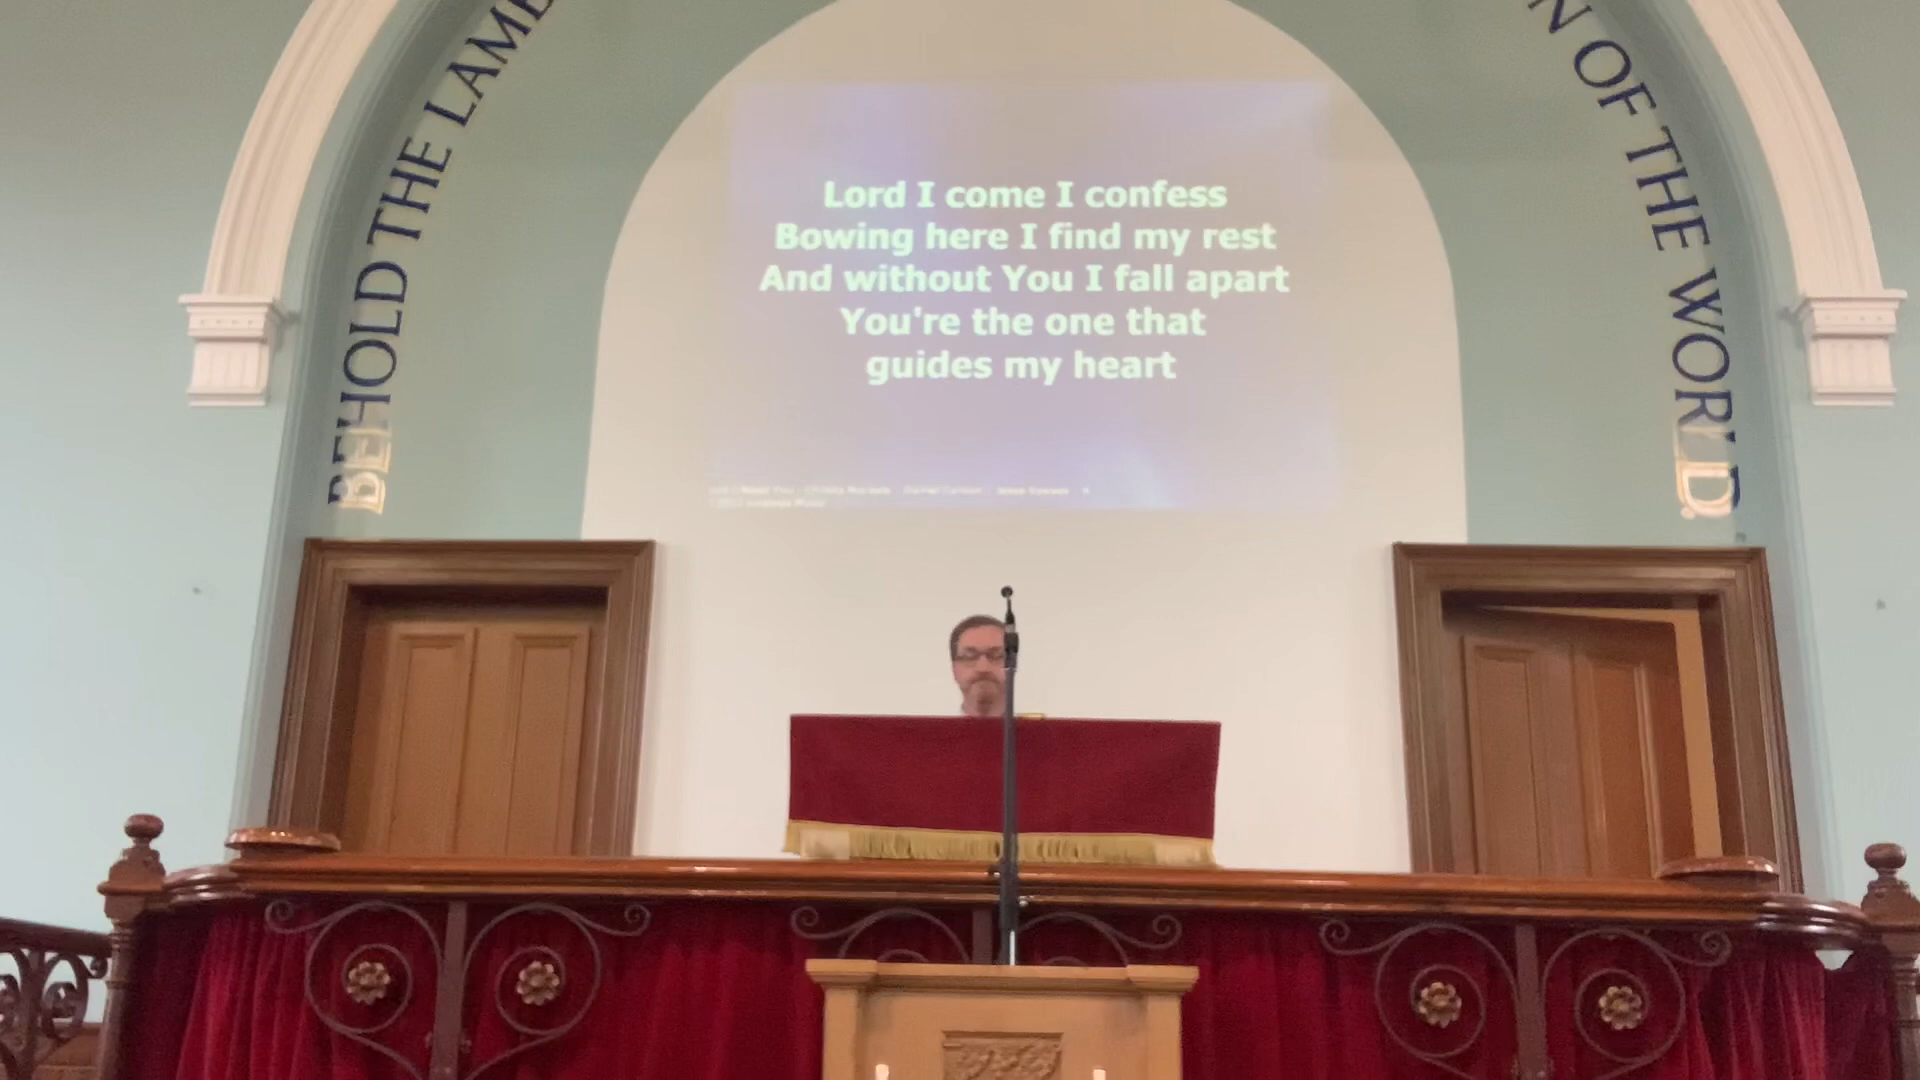 BEHOLD THE LAMB
N OF THE WORLD.
Lord I come I confess
Bowing here I find my rest
And without You I fall apart
You're the one that
guides my heart